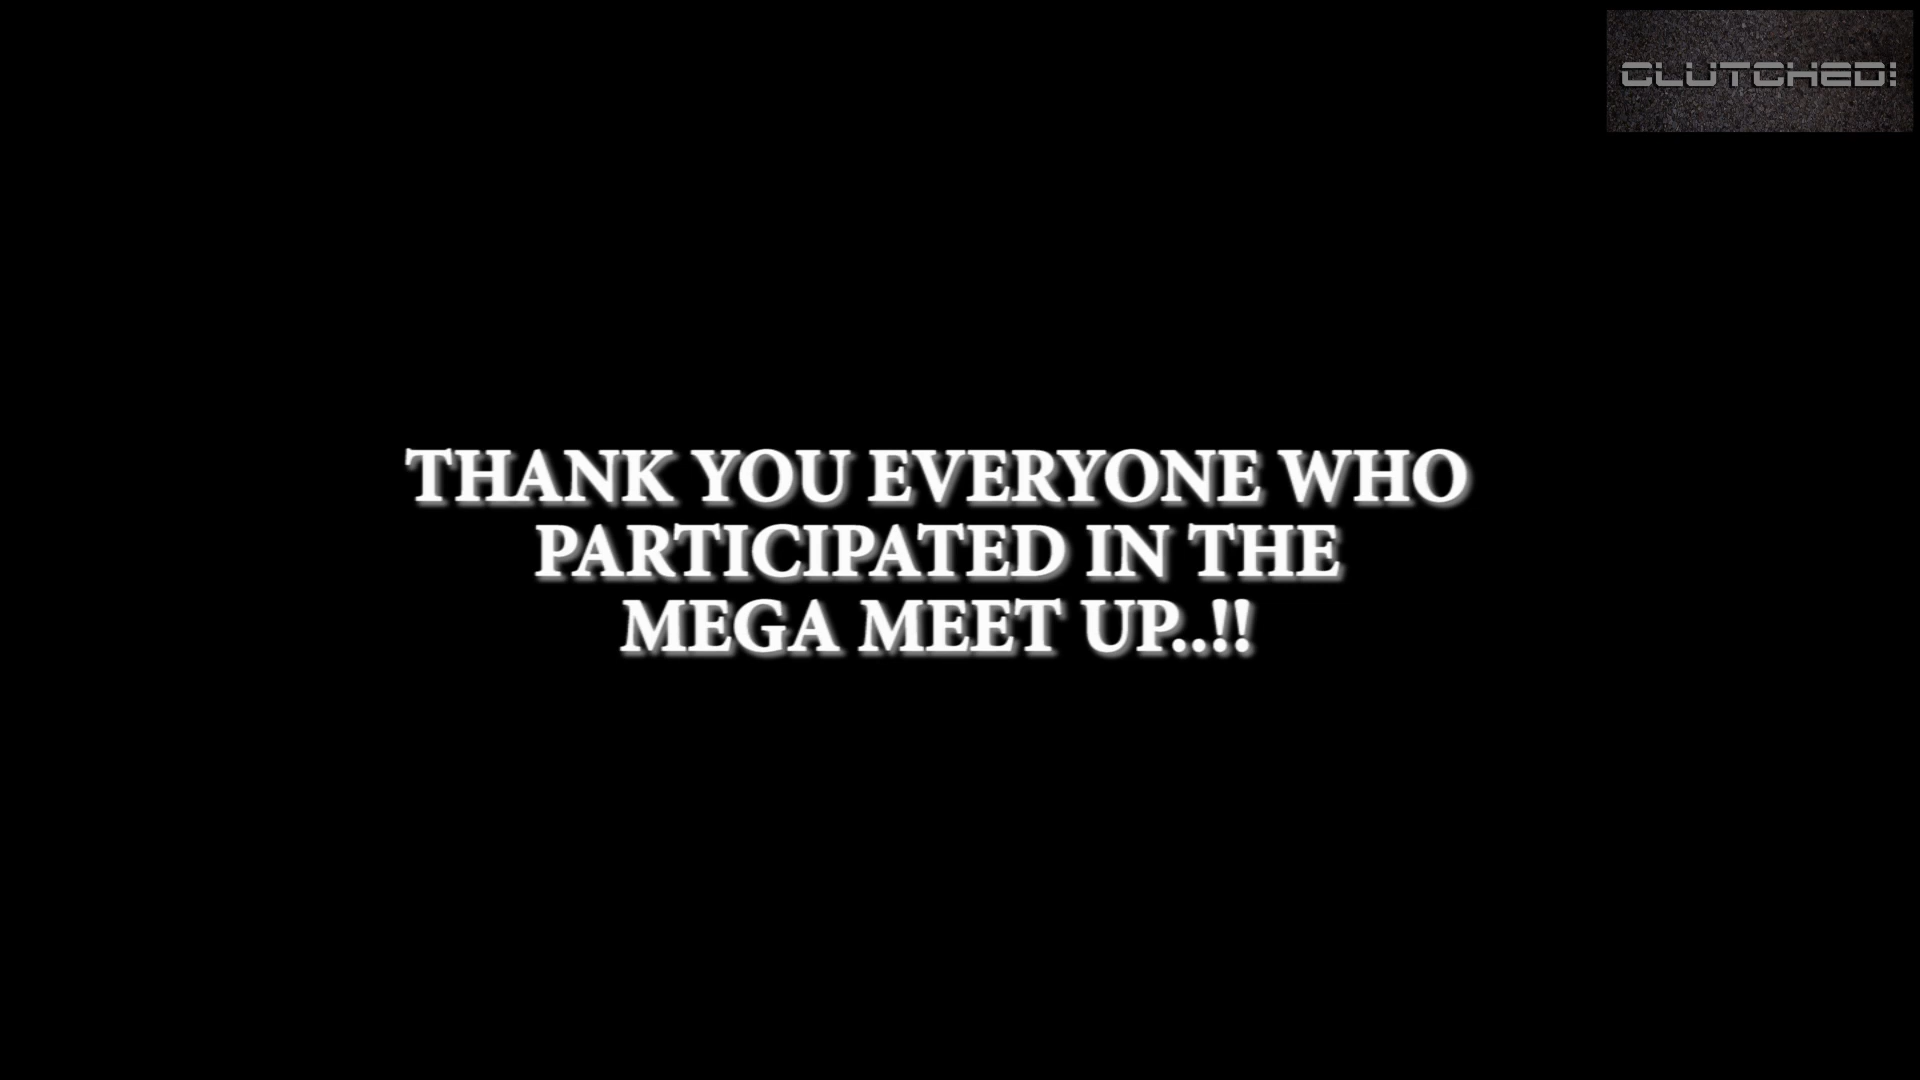 CLUTCHED!
THANK YOU EVERYONE WHO
PARTICIPATED IN THE
MEGA MEET UP..!!